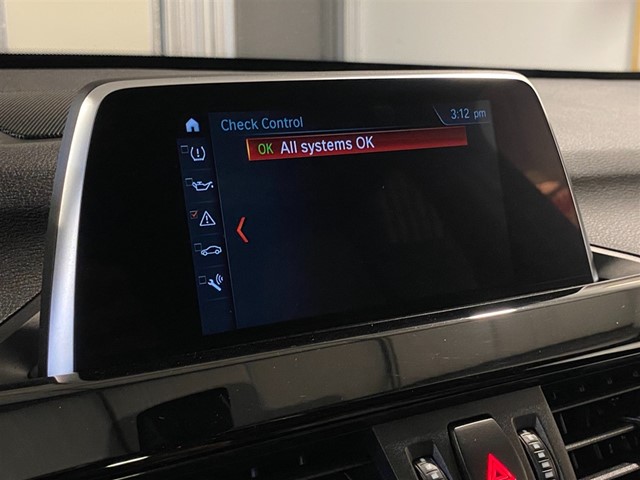 Check Control
3:12 pm
OK All systems OK